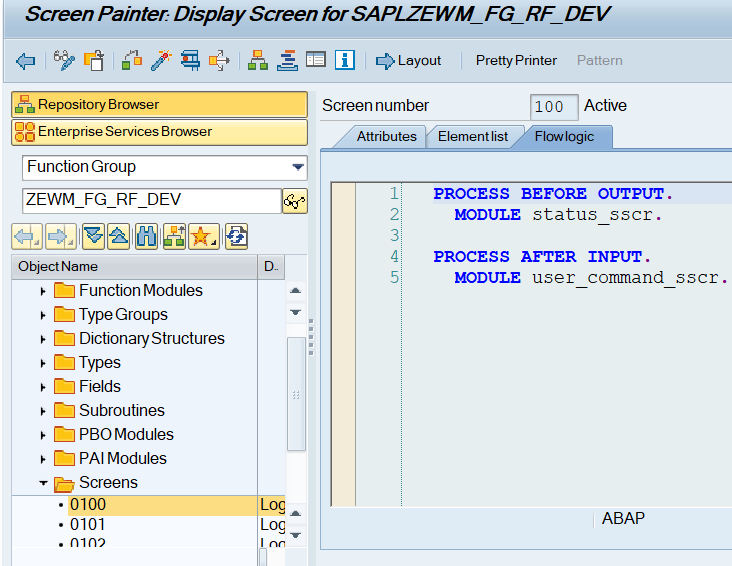 Screen Painter: Display Screen for SAPLZEWM_FG_RF_DEV
Layout Pretty Printer Pattern
Repository Browser
Enterprise Services Browser
Function Group
ZEWM_FG_RF_DEV
Object Name D..
Function Modules
Type Groups
Dictionary Structures
Types
Fields
Subroutines
PBO Modules
PAI Modules
Screens
0100 Log
0101 Log
0102 Log
Screen number 100 Active
Attributes Element list Flow logic
1 PROCESS BEFORE OUTPUT.
2 MODULE status_sscr.
3
4 PROCESS AFTER INPUT.
5 MODULE user_command_sscr.
ABAP